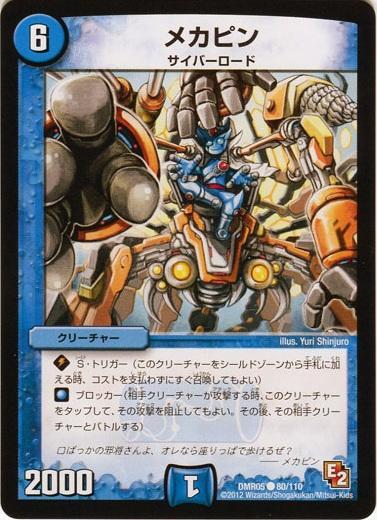 6
メカピン
サイバーロード
クリーチャー
illus. Yuri Shinjuro
S・トリガー（このクリーチャーをシールドゾーンから手札に加
える時、コストを支払わずにすぐ召喚してもよい）
ブロッカー（相手クリーチャーが攻撃する時、このクリーチャー
をタップして、その攻撃を阻止してもよい。その後、その相手クリ
ーチャーとバトルする）
口ばっかの邪将さんよ、オレなら座りっぱで歩けるぜ？
―― メカピン
2000
1
DMR05 ● 80/110
©2012 Wizards/Shogakukan/Mitsui-Kids
E2